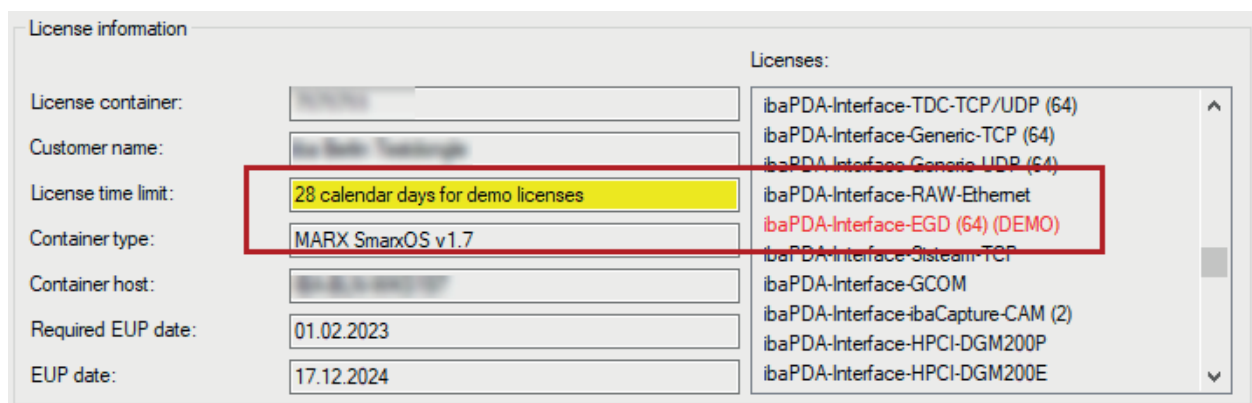 License information
Licenses:
License container:
Customer name:
License time limit:
28 calendar days for demo licenses
Container type:
MARX SmarxOS v1.7
Container host:
Required EUP date:
01.02.2023
EUP date:
17.12.2024
ibaPDA-Interface-TDC-TCP/UDP (64)
ibaPDA-Interface-Generic-TCP (64)
ibaPDA-Interface-Generic-UDP (64)
ibaPDA-Interface-RAW-Ethernet
ibaPDA-Interface-EGD (64) (DEMO)
ibaPDA-Interface-Sisteam-TCP
ibaPDA-Interface-GCOM
ibaPDA-Interface-ibaCapture-CAM (2)
ibaPDA-Interface-HPCI-DGM200P
ibaPDA-Interface-HPCI-DGM200E